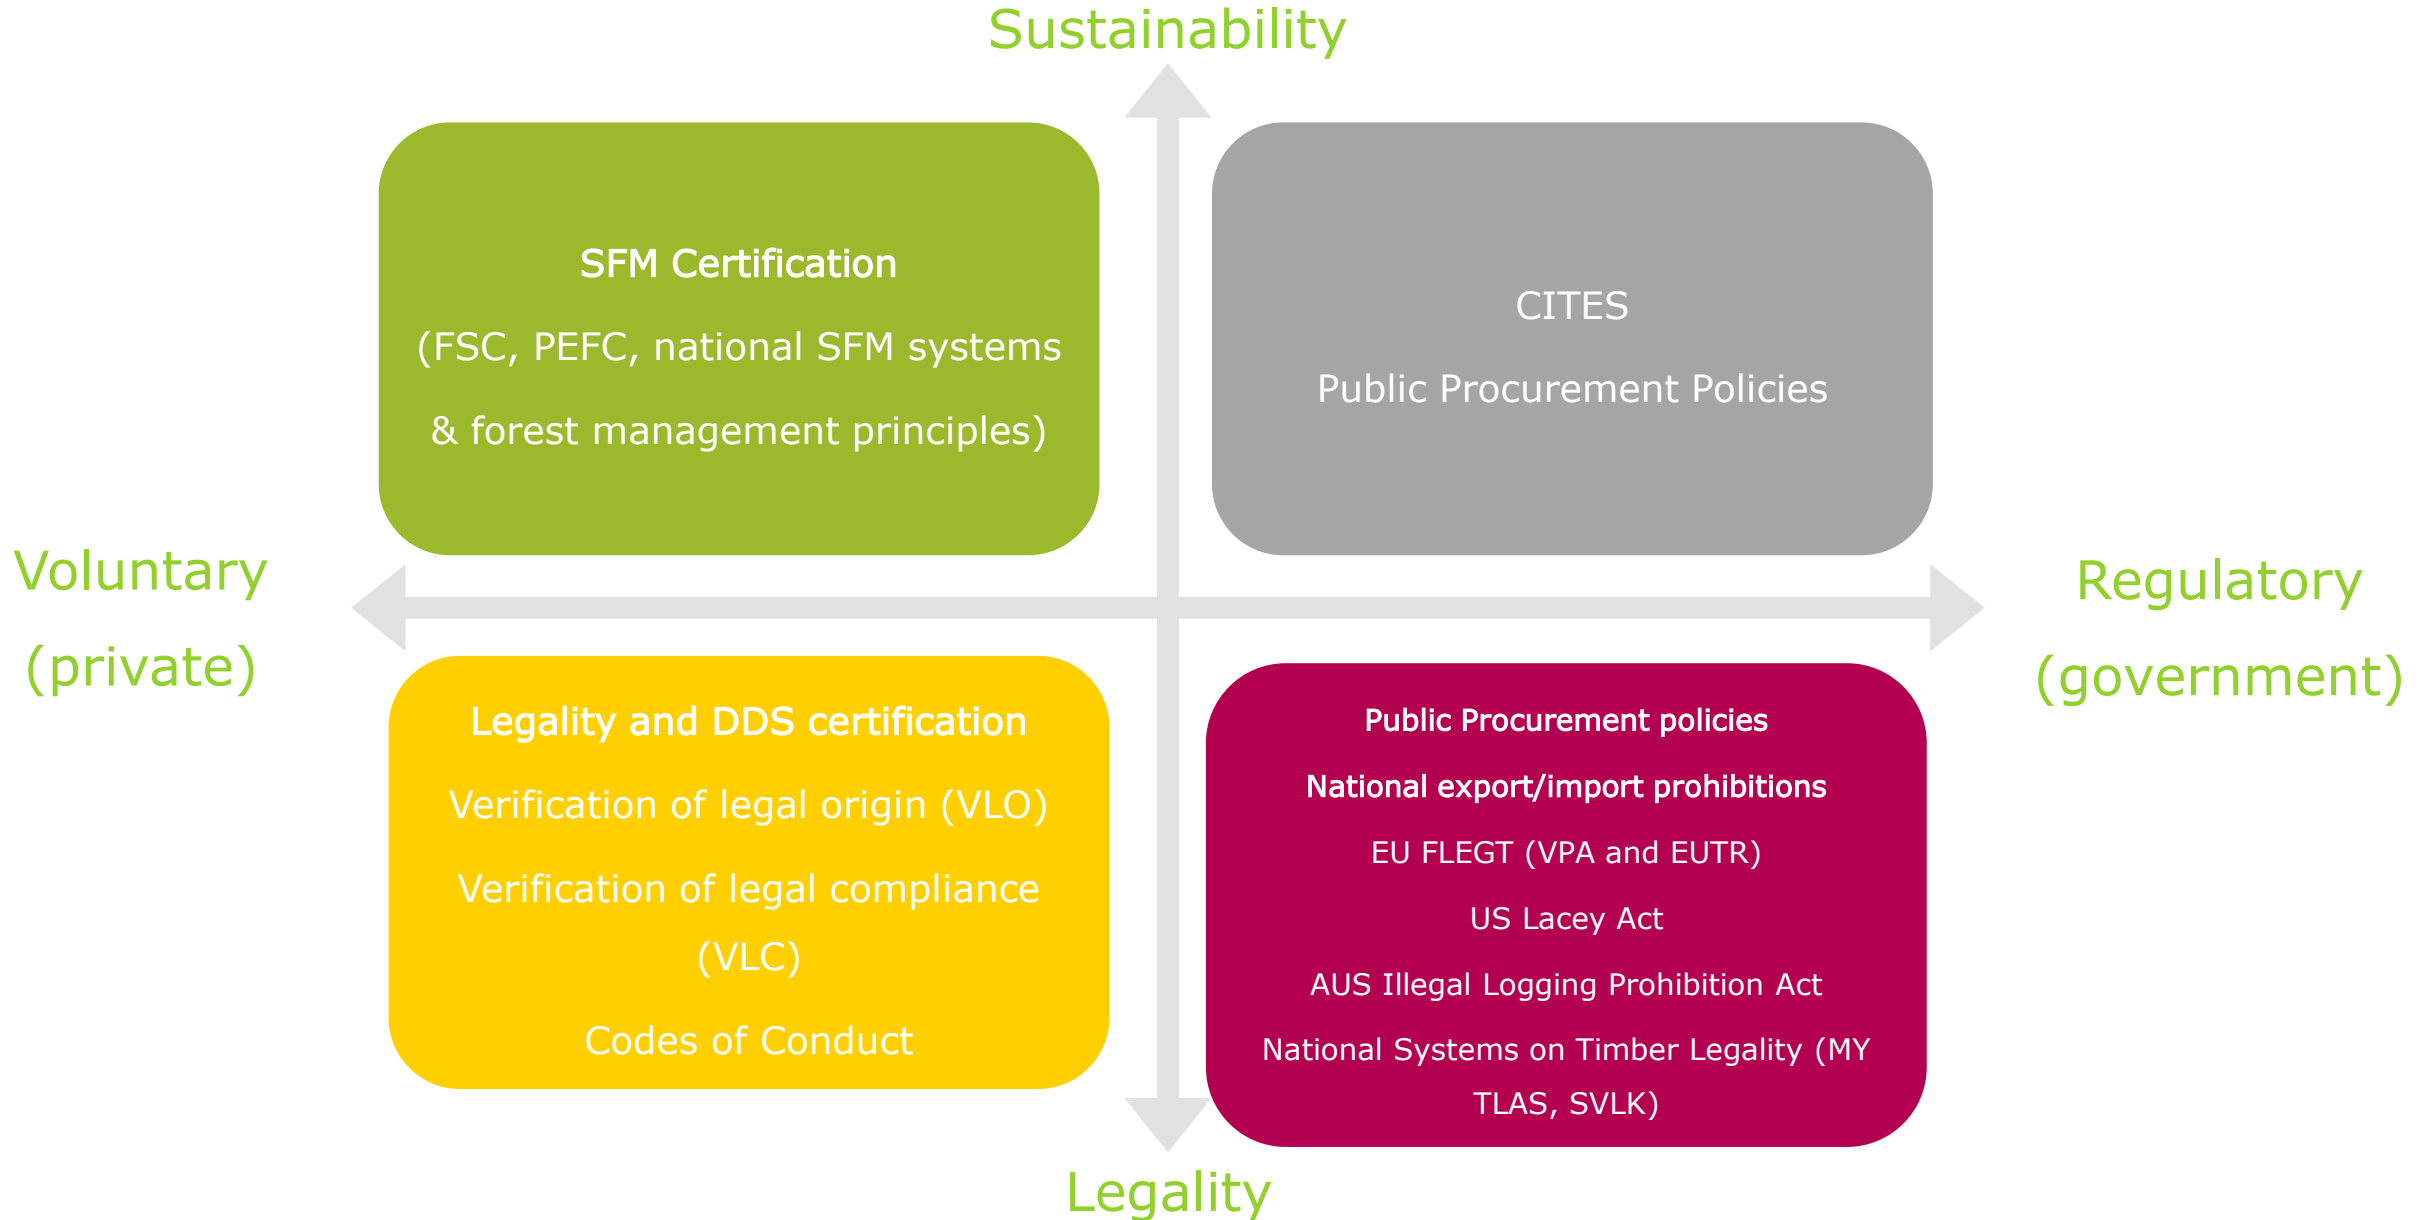 Sustainability
SFM Certification
(FSC, PEFC, national SFM systems
& forest management principles)
CITES
Public Procurement Policies
Voluntary
(private)
Regulatory
(government)
Legality and DDS certification
Verification of legal origin (VLO)
Verification of legal compliance
(VLC)
Codes of Conduct
Public Procurement policies
National export/import prohibitions
EU FLEGT (VPA and EUTR)
US Lacey Act
AUS Illegal Logging Prohibition Act
National Systems on Timber Legality (MY
TLAS, SVLK)
Legality